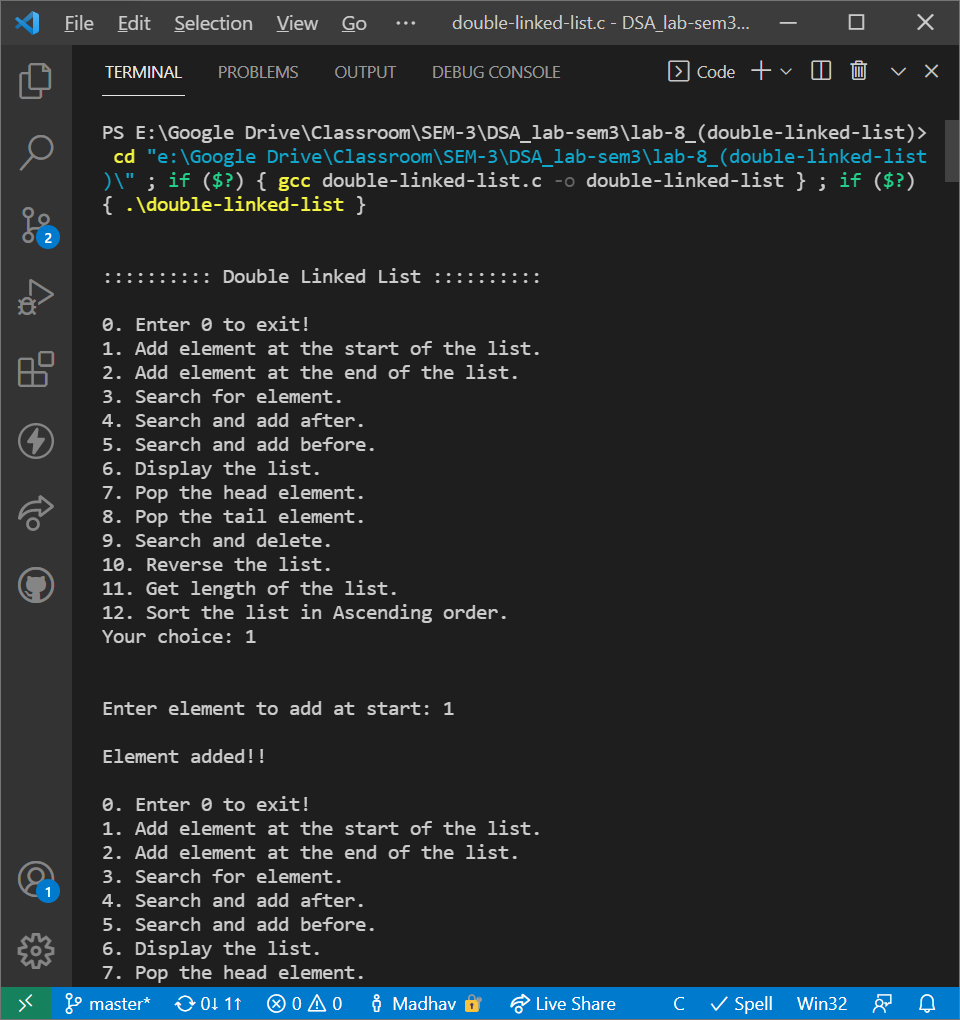 File Edit Selection View Go ··· double-linked-list.c - DSA_lab-sem3...
TERMINAL PROBLEMS OUTPUT DEBUG CONSOLE Code
PS E:\Google Drive\Classroom\SEM-3\DSA_lab-sem3\lab-8_(double-linked-list)>
cd "e:\Google Drive\Classroom\SEM-3\DSA_lab-sem3\lab-8_(double-linked-list
)\" ; if ($?) { gcc double-linked-list.c -o double-linked-list } ; if ($?)
{ .\double-linked-list }
:::::::::: Double Linked List ::::::::::
0. Enter 0 to exit!
1. Add element at the start of the list.
2. Add element at the end of the list.
3. Search for element.
4. Search and add after.
5. Search and add before.
6. Display the list.
7. Pop the head element.
8. Pop the tail element.
9. Search and delete.
10. Reverse the list.
11. Get length of the list.
12. Sort the list in Ascending order.
Your choice: 1
Enter element to add at start: 1
Element added!!
0. Enter 0 to exit!
1. Add element at the start of the list.
2. Add element at the end of the list.
3. Search for element.
4. Search and add after.
5. Search and add before.
6. Display the list.
7. Pop the head element.
2
1
master* 0↓ 1↑ 0 0 Madhav 🔒 Live Share C Spell Win32